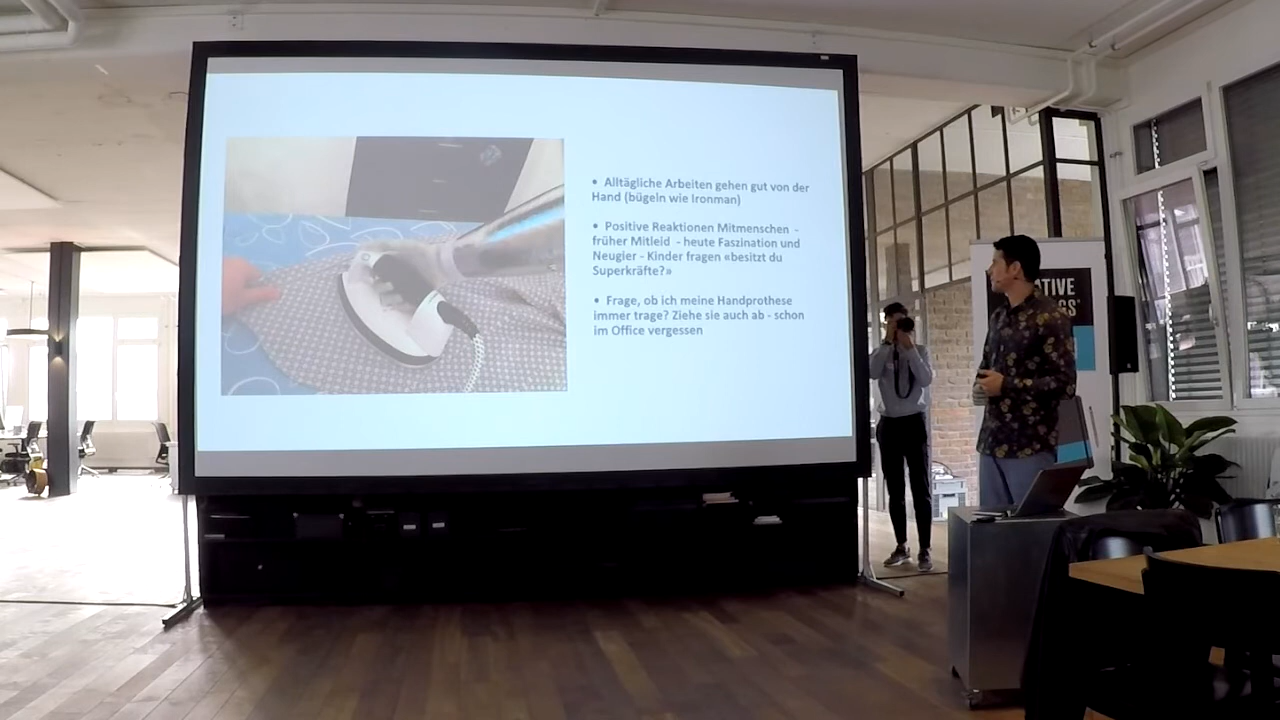 • Alltägliche Arbeiten gehen gut von der
Hand (bügeln wie Ironman)
• Positive Reaktionen Mitmenschen -
früher Mitleid - heute Faszination und
Neugier - Kinder fragen «besitzt du
Superkräfte?»
• Frage, ob ich meine Handprothese
immer trage? Ziehe sie auch ab - schon
im Office vergessen
ATIVE